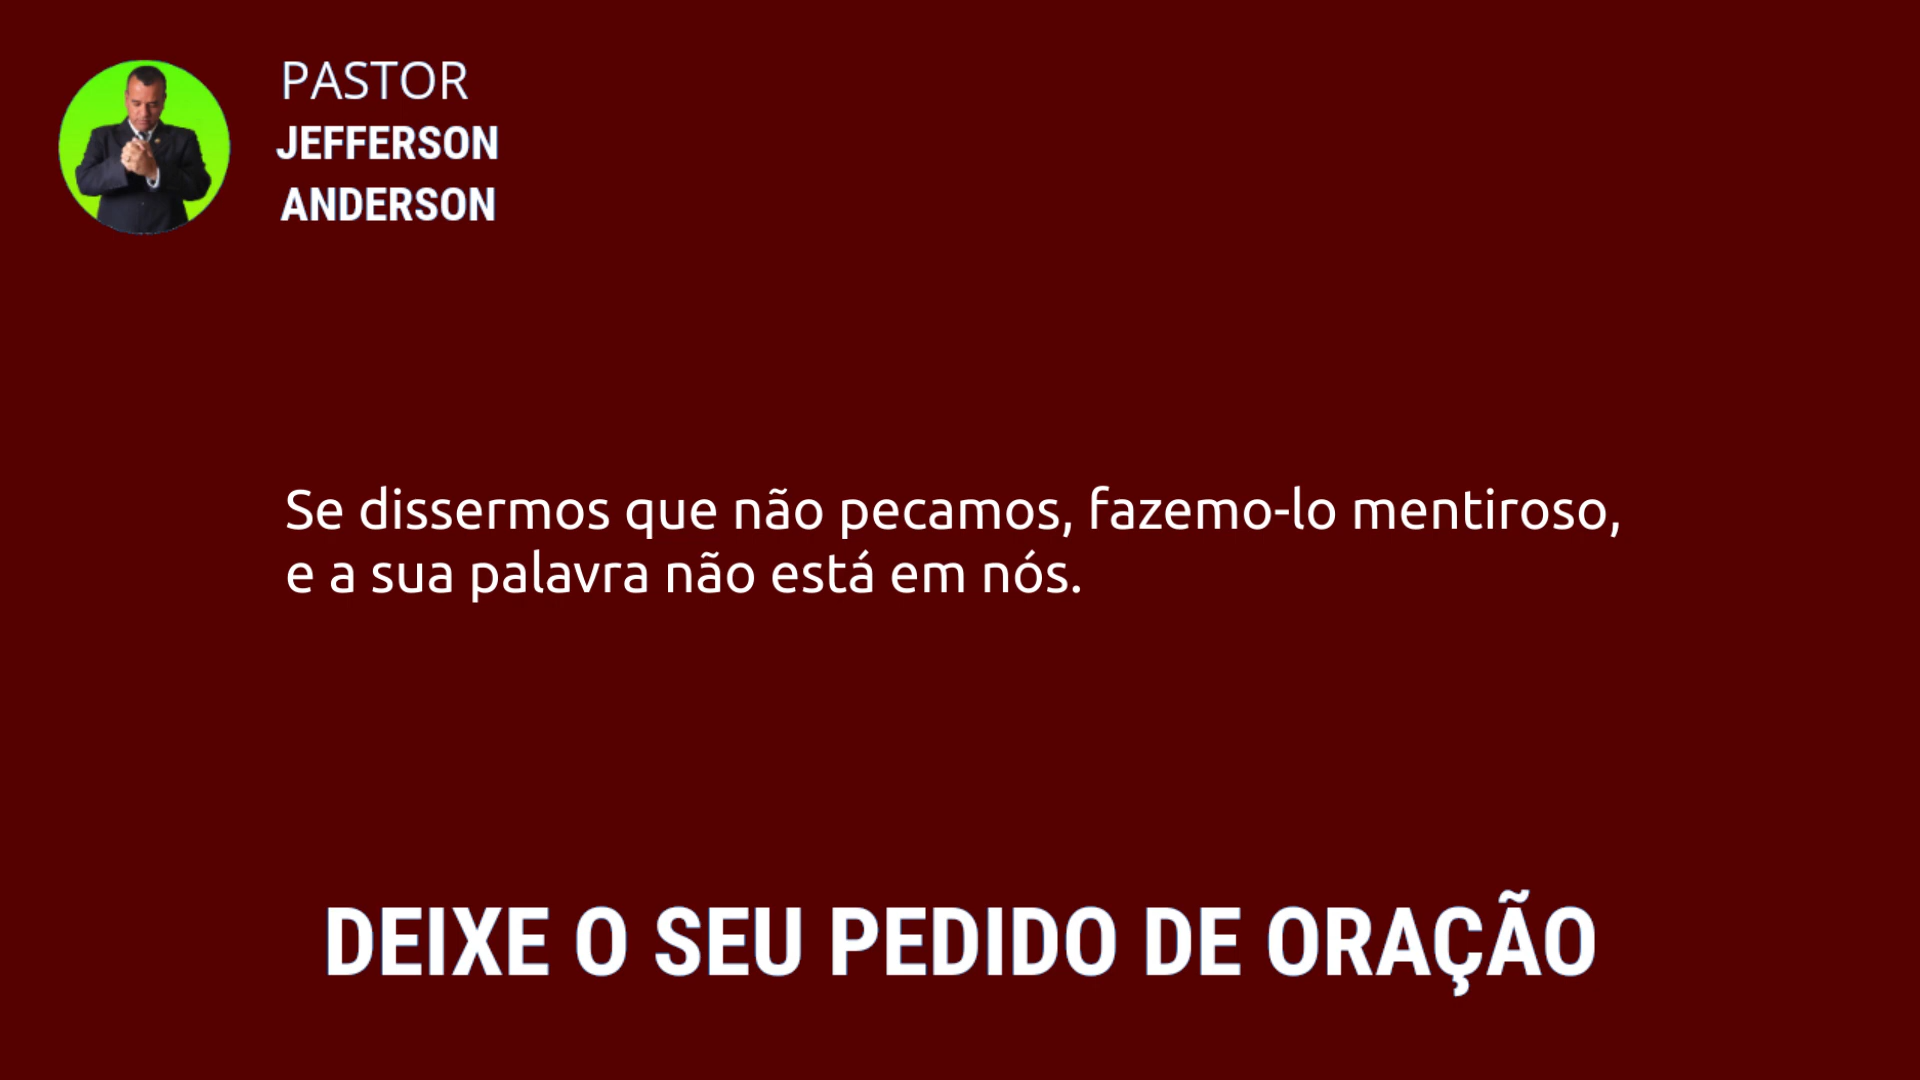 PASTOR
JEFFERSON
ANDERSON
Se dissermos que não pecamos, fazemo-lo mentiroso,
e a sua palavra não está em nós.
DEIXE O SEU PEDIDO DE ORAÇÃO